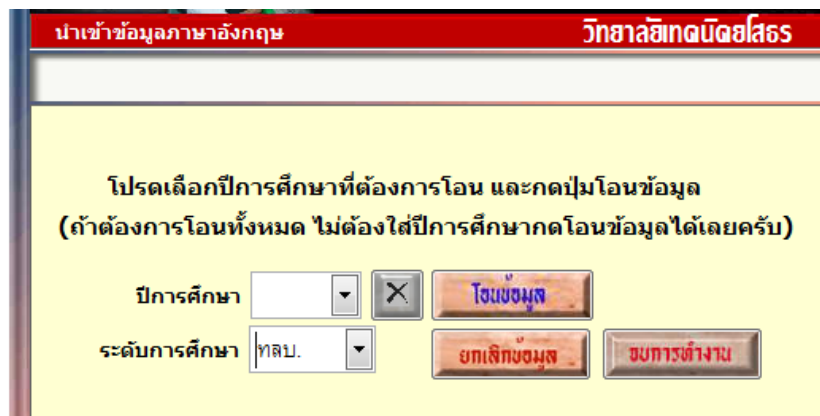 นำเข้าข้อมูลภาษาอังกฤษ
วิทยาลัยเทคนิคยโสธร
โปรดเลือกปีการศึกษาที่ต้องการโอน และกดปุ่มโอนข้อมูล
(ถ้าต้องการโอนทั้งหมด ไม่ต้องใส่ปีการศึกษากดโอนข้อมูลได้เลยครับ)
ปีการศึกษา
โอนข้อมูล
ระดับการศึกษา ทลบ.
ยกเลิกข้อมูล
จบการทำงาน